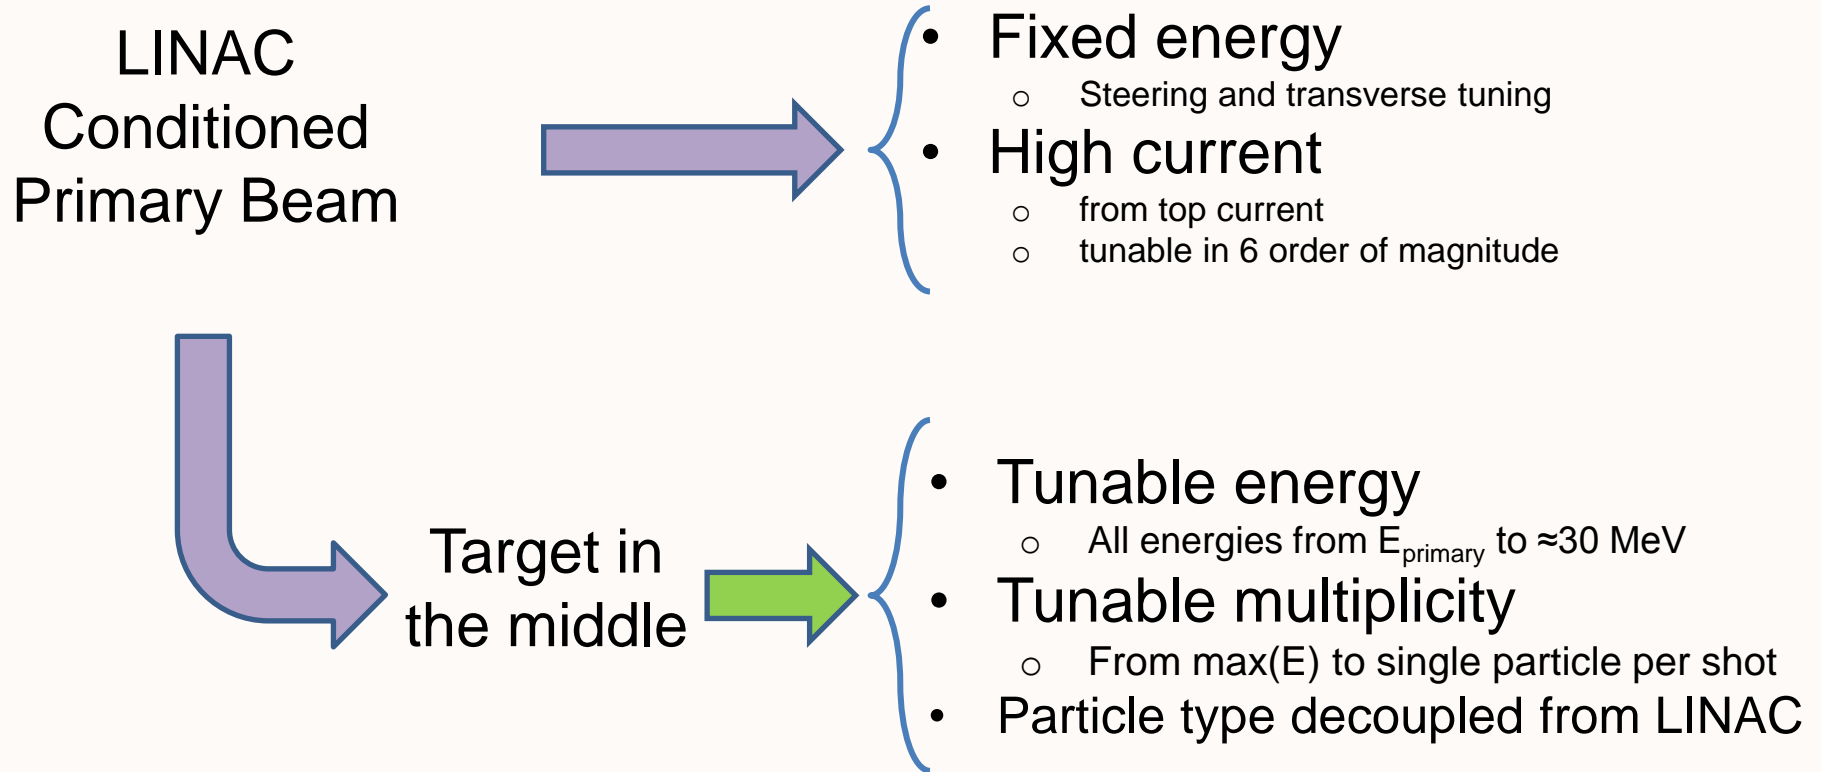 LINAC
Conditioned
Primary Beam
• Fixed energy
o Steering and transverse tuning
• High current
o from top current
o tunable in 6 order of magnitude
Target in
the middle
• Tunable energy
o All energies from Eprimary to ≈30 MeV
• Tunable multiplicity
o From max(E) to single particle per shot
• Particle type decoupled from LINAC